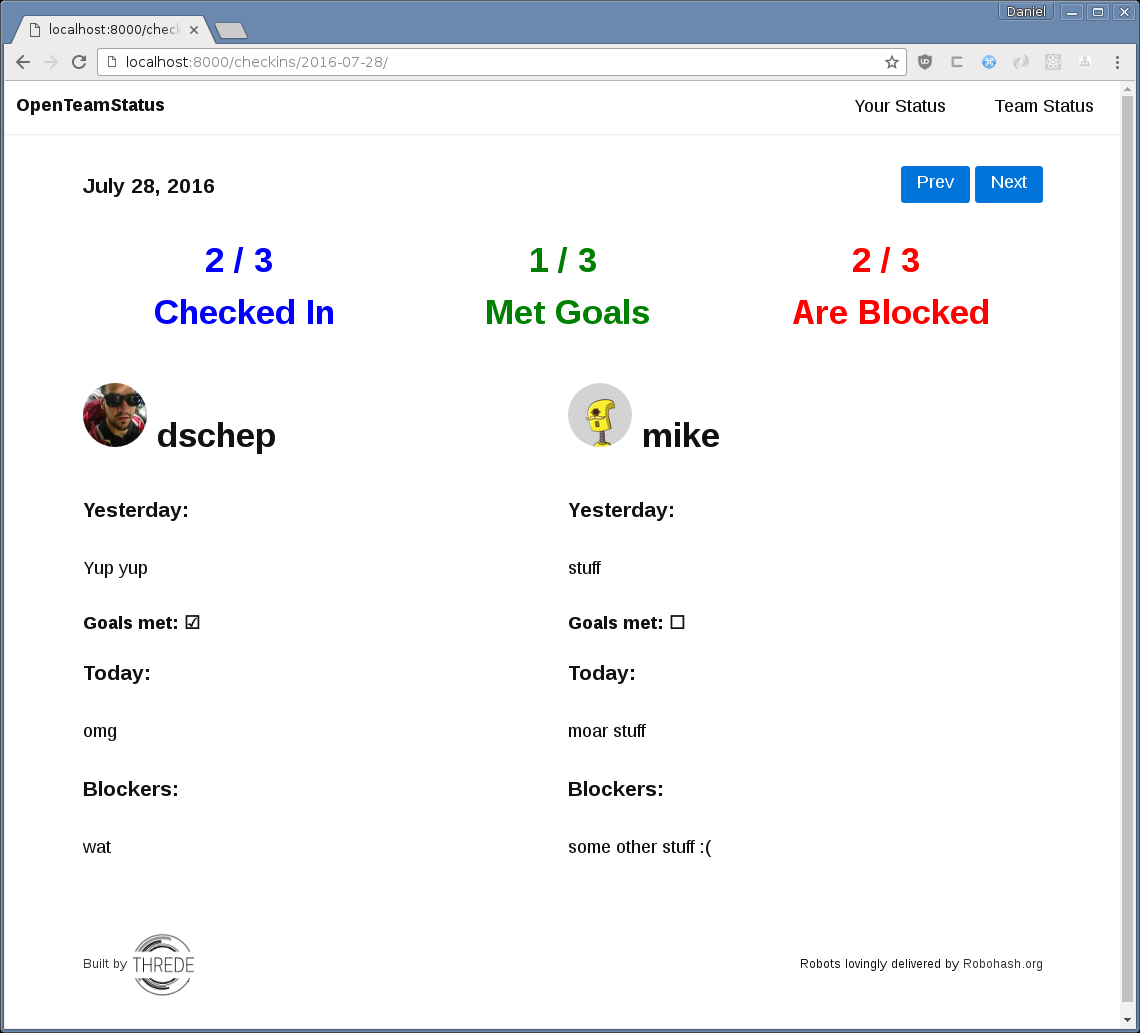 Daniel
localhost:8000/check
localhost:8000/checkins/2016-07-28/
OpenTeamStatus Your Status Team Status
July 28, 2016 Prev Next
2 / 3 1 / 3 2 / 3
Checked In Met Goals Are Blocked
dschep mike
Yesterday: Yesterday:
Yup yup stuff
Goals met: ☑ Goals met: ☐
Today: Today:
omg moar stuff
Blockers: Blockers:
wat some other stuff :(
Built by THREDE Robots lovingly delivered by Robohash.org